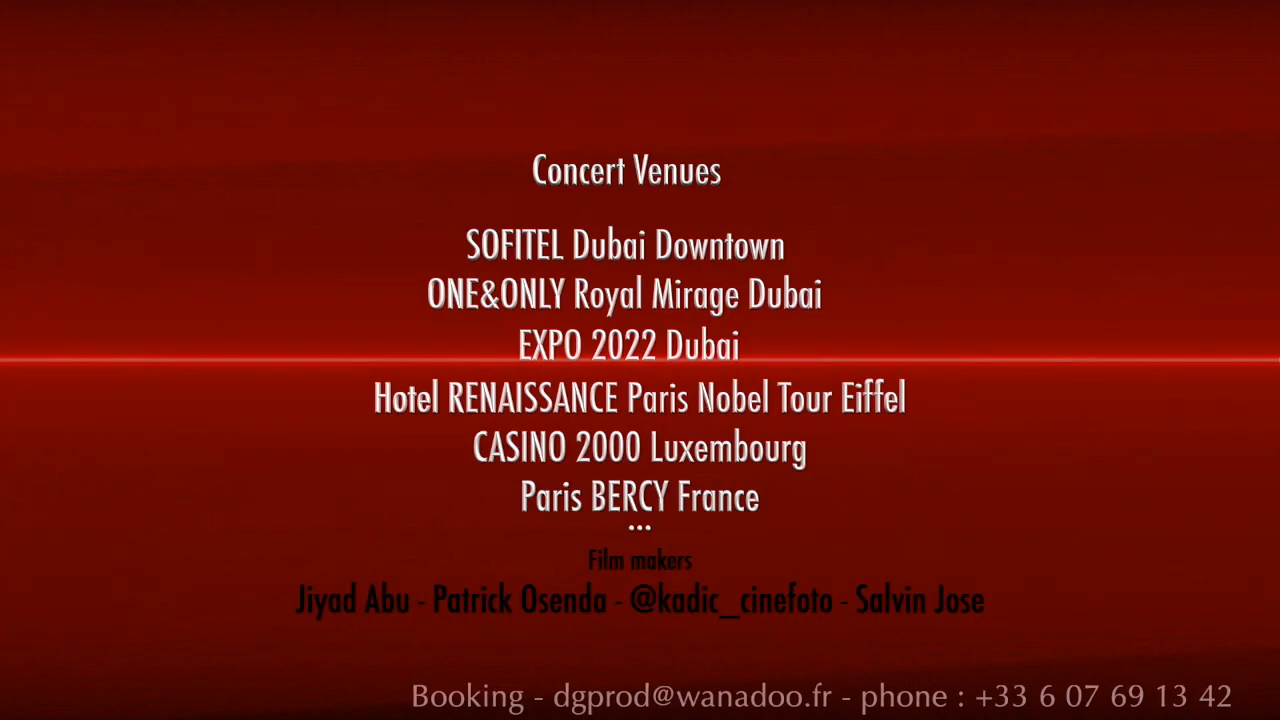 Concert Venues
SOFITEL Dubai Downtown
ONE&ONLY Royal Mirage Dubai
EXPO 2022 Dubai
Hotel RENAISSANCE Paris Nobel Tour Eiffel
CASINO 2000 Luxembourg
Paris BERCY France
...
Film makers
Jiyad Abu - Patrick Osenda - @kadic_cinefoto - Salvin Jose
Booking - dgprod@wanadoo.fr - phone : +33 6 07 69 13 42